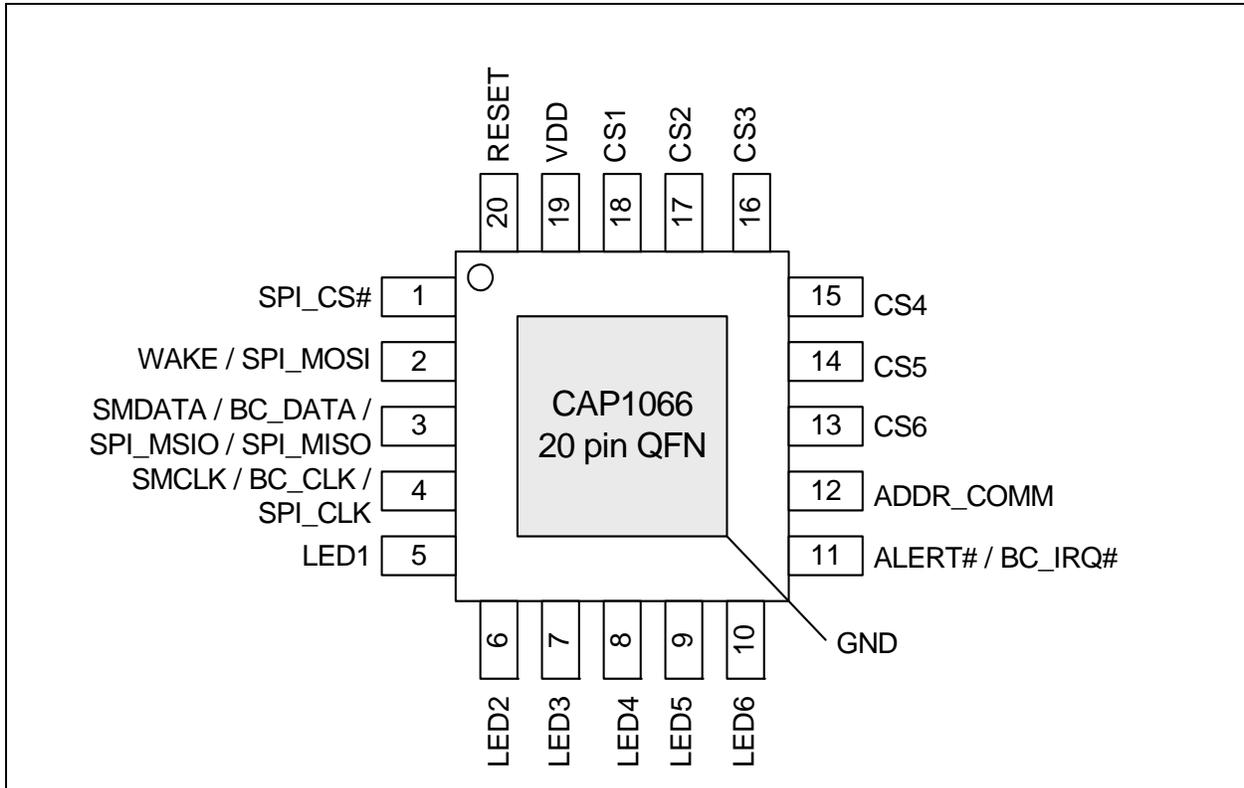 RESET
VDD
CS1
CS2
CS3
20
19
18
17
16
SPI_CS#
1
15
CS4
WAKE / SPI_MOSI
2
14
CS5
SMDATA / BC_DATA /
SPI_MSIO / SPI_MISO
3
13
CS6
SMCLK / BC_CLK /
SPI_CLK
4
12
ADDR_COMM
LED1
5
11
ALERT# / BC_IRQ#
CAP1066
20 pin QFN
GND
6
7
8
9
10
LED2
LED3
LED4
LED5
LED6